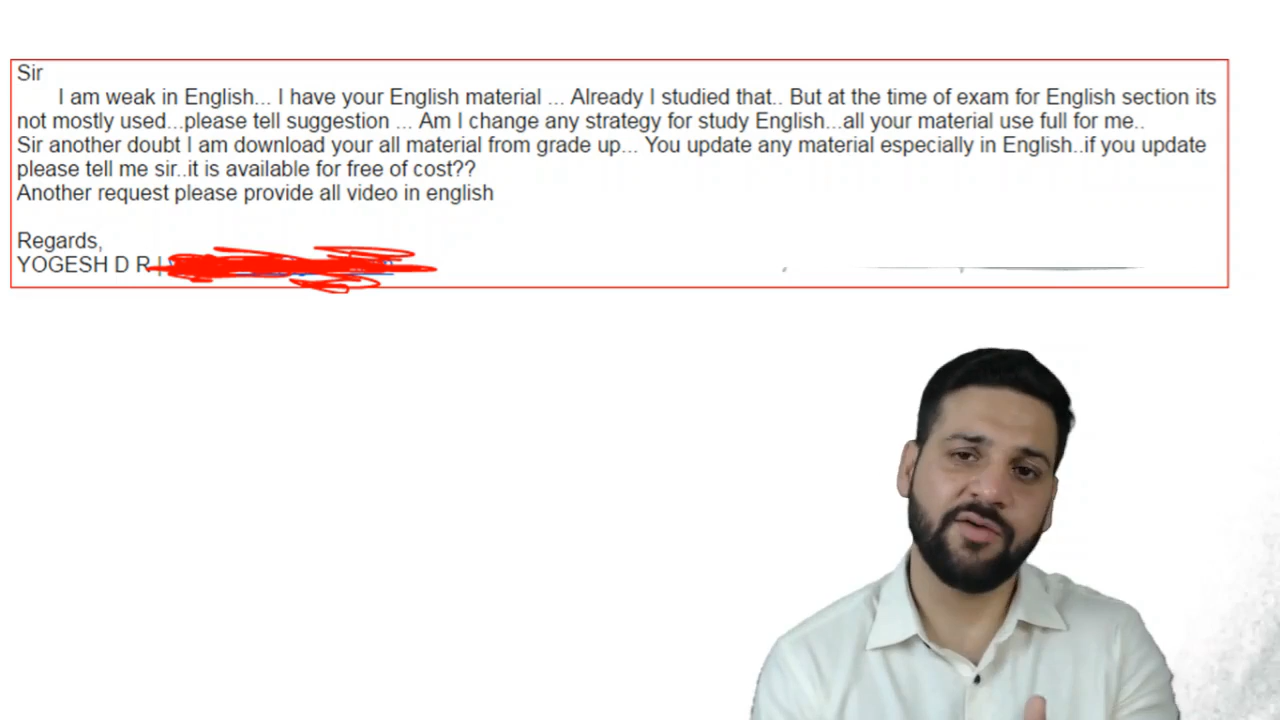 Sir
I am weak in English... I have your English material ... Already I studied that.. But at the time of exam for English section its
not mostly used...please tell suggestion ... Am I change any strategy for study English...all your material use full for me..
Sir another doubt I am download your all material from grade up... You update any material especially in English..if you update
please tell me sir..it is available for free of cost??
Another request please provide all video in english
Regards,
YOGESH D R |